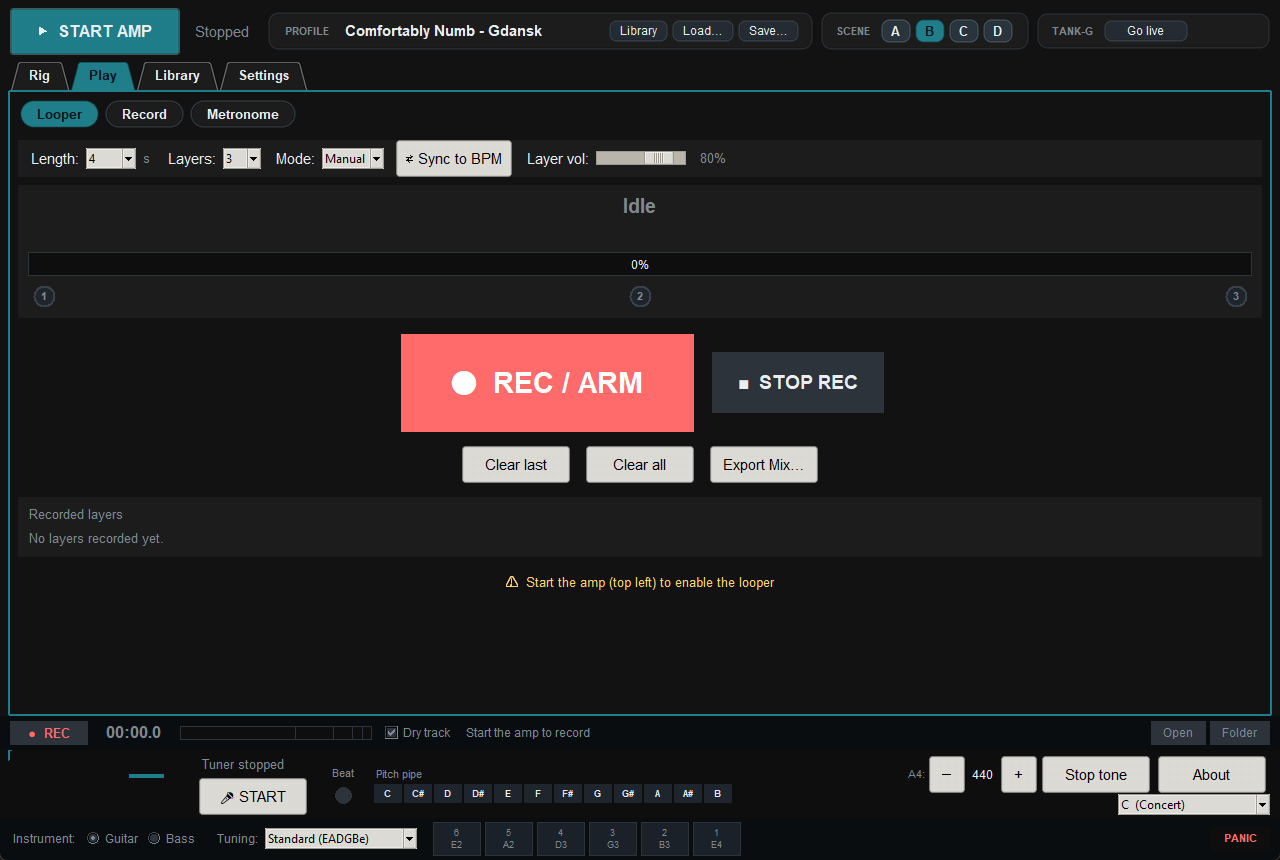 ▶ START AMP Stopped PROFILE Comfortably Numb - Gdansk Library Load... Save... SCENE A B C D TANK-G Go live
Rig Play Library Settings
Looper Record Metronome
Length: 4 s Layers: 3 Mode: Manual ⇄ Sync to BPM Layer vol: 80%
Idle
0%
1 2 3
● REC / ARM ■ STOP REC
Clear last Clear all Export Mix...
Recorded layers
No layers recorded yet.
⚠ Start the amp (top left) to enable the looper
● REC 00:00.0 Dry track Start the amp to record Open Folder
Tuner stopped
🎤 START
Beat
Pitch pipe
C C# D D# E F F# G G# A A# B
A4: – 440 + Stop tone About
C (Concert)
Instrument: Guitar Bass Tuning: Standard (EADGBe)
6 5 4 3 2 1
E2 A2 D3 G3 B3 E4
PANIC